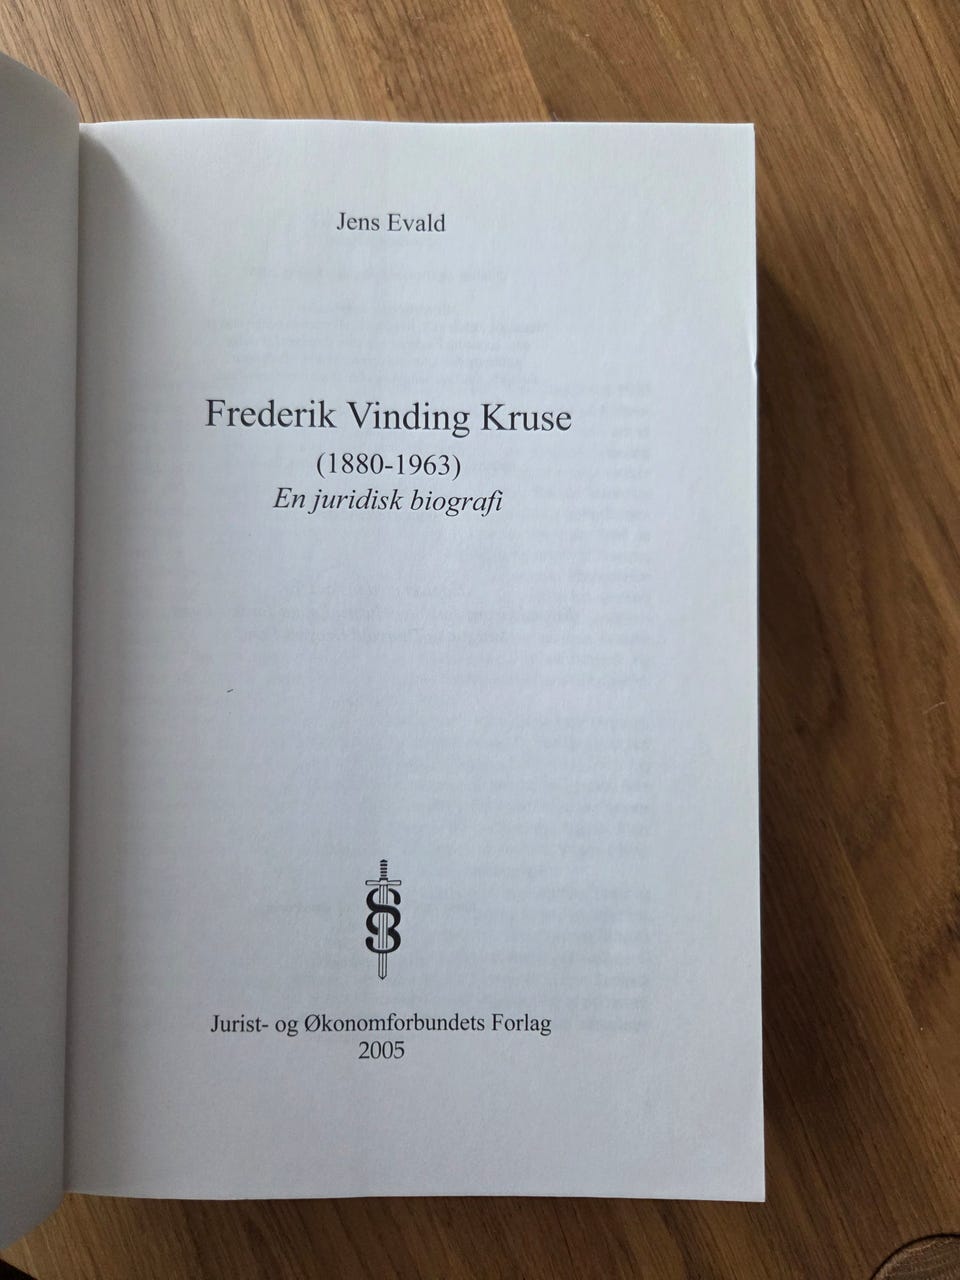 Jens Evald
Frederik Vinding Kruse
(1880-1963)
En juridisk biografi
Jurist- og Økonomforbundets Forlag
2005